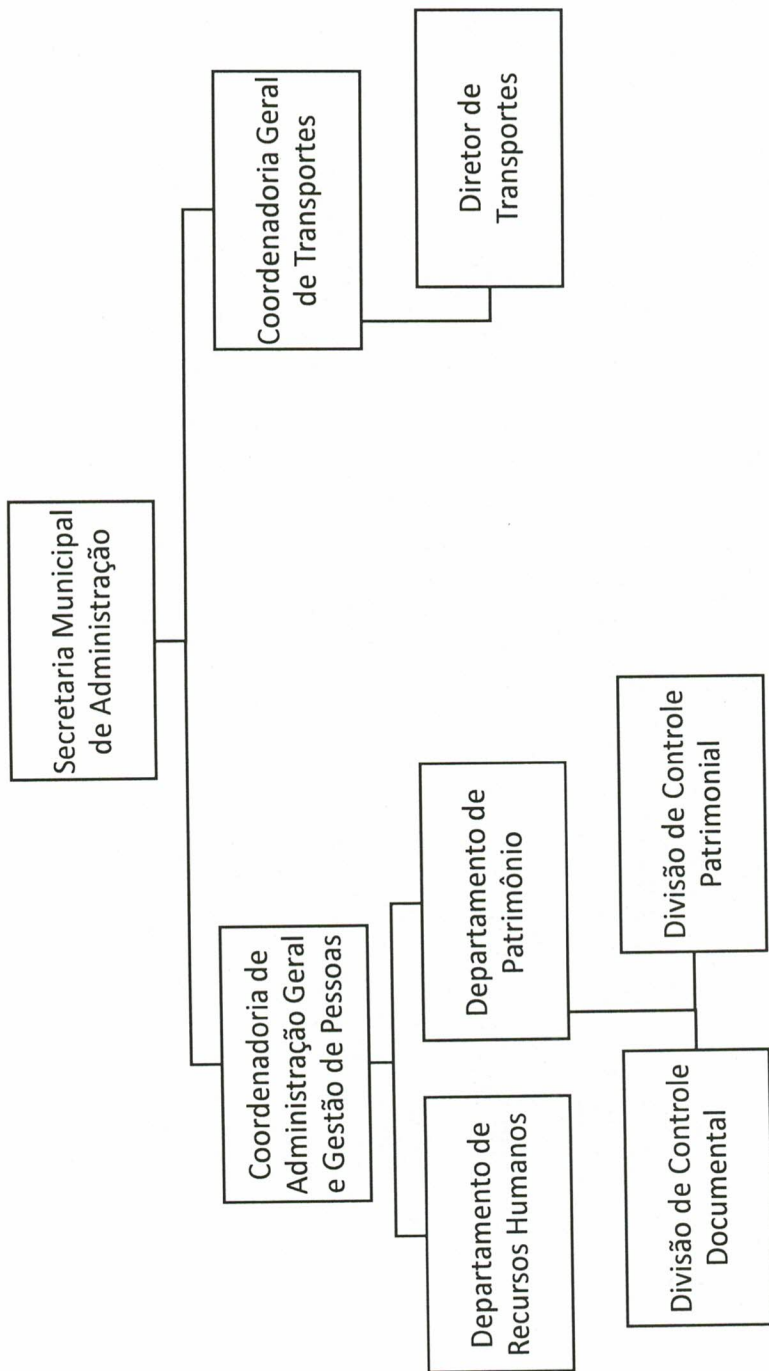 Secretaria Municipal
de Administração
Coordenadoria de
Administração Geral
e Gestão de Pessoas
Coordenadoria Geral
de Transportes
Departamento de
Recursos Humanos
Departamento de
Patrimônio
Diretor de
Transportes
Divisão de Controle
Documental
Divisão de Controle
Patrimonial